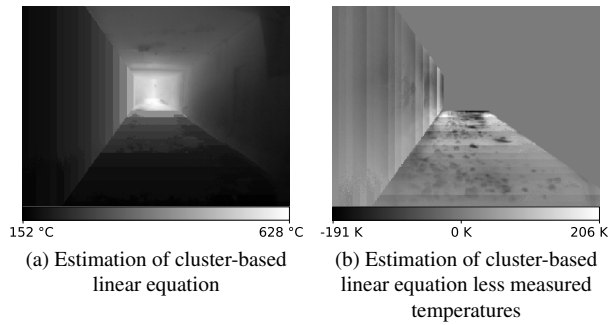 152 °C 628 °C
-191 K 0 K 206 K
(a) Estimation of cluster-based
linear equation
(b) Estimation of cluster-based
linear equation less measured
temperatures